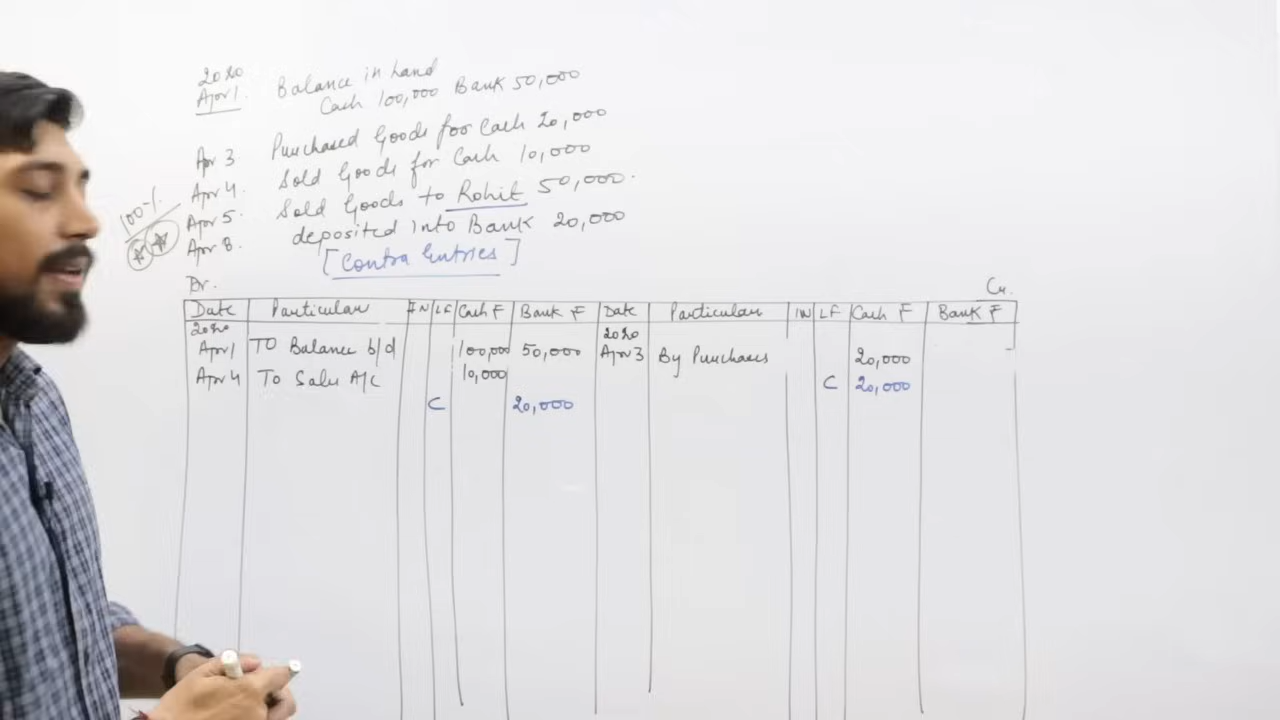 2020
Apr 1. Balance in hand
Cash 100,000 Bank 50,000
Apr 3 Purchased Goods for Cash 20,000
Apr 4. Sold Goods for Cash 10,000
Apr 5. Sold Goods to Rohit 50,000.
Apr 8. deposited into Bank 20,000
100%
[Contra Entries]
Dr. Cr.
Date Particular LF Cash ₹ Bank ₹ Date Particulars LF Cash ₹ Bank ₹
2020 2020
Apr 1 TO Balance b/d 100,000 50,000 Apr 3 By Purchases 20,000
Apr 4 To Sales A/C 10,000 C 20,000
C 20,000